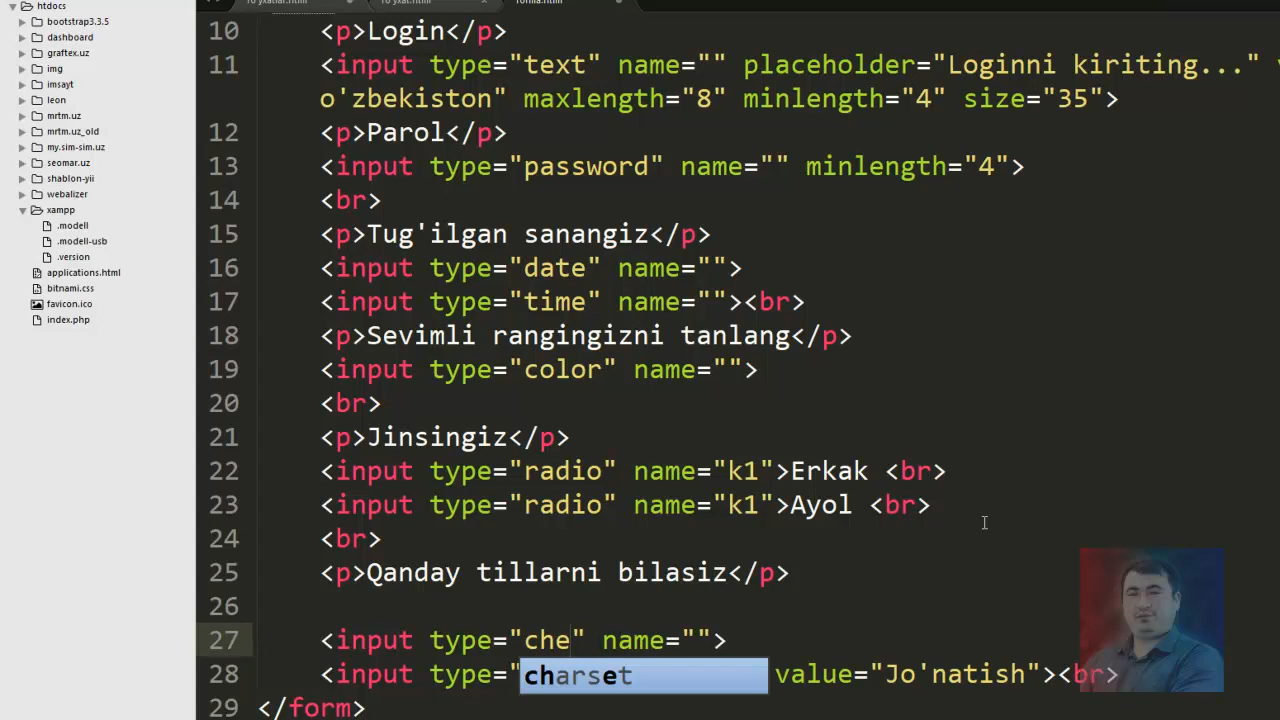 htdocs
bootstrap3.3.5
dashboard
graftex.uz
img
imsayt
leon
mrtm.uz
mrtm.uz_old
my.sim-sim.uz
seomar.uz
shablon-yii
webalizer
xampp
.modell
.modell-usb
.version
applications.html
bitnami.css
favicon.ico
index.php
10 <p>Login</p>
11 <input type="text" name="" placeholder="Loginni kiriting..."
o'zbekiston" maxlength="8" minlength="4" size="35">
12 <p>Parol</p>
13 <input type="password" name="" minlength="4">
14 <br>
15 <p>Tug'ilgan sanangiz</p>
16 <input type="date" name="">
17 <input type="time" name=""><br>
18 <p>Sevimli rangingizni tanlang</p>
19 <input type="color" name="">
20 <br>
21 <p>Jinsingiz</p>
22 <input type="radio" name="k1">Erkak <br>
23 <input type="radio" name="k1">Ayol <br>
24 <br>
25 <p>Qanday tillarni bilasiz</p>
26
27 <input type="che" name="">
28 <input type=" value="Jo'natish"><br>
charset
29 </form>